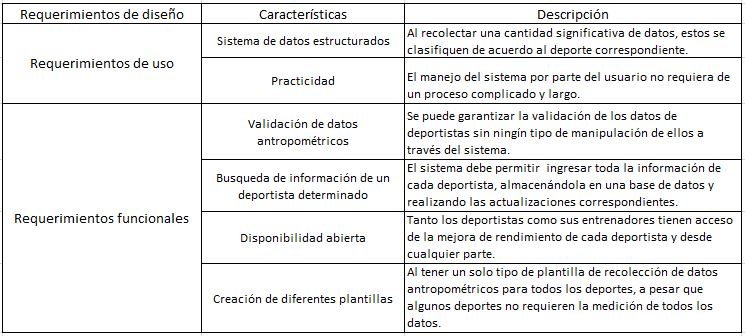 Requerimientos de diseño
Características
Descripción
Requerimientos de uso
Sistema de datos estructurados
Al recolectar una cantidad significativa de datos, estos se
clasifiquen de acuerdo al deporte correspondiente.
Practicidad
El manejo del sistema por parte del usuario no requiera de
un proceso complicado y largo.
Requerimientos funcionales
Validación de datos
antropométricos
Se puede garantizar la validación de los datos de
deportistas sin ningín tipo de manipulación de ellos a
través del sistema.
Busqueda de información de un
deportista determinado
El sistema debe permitir ingresar toda la información de
cada deportista, almacenándola en una base de datos y
realizando las actualizaciones correspondientes.
Disponibilidad abierta
Tanto los deportistas como sus entrenadores tienen acceso
de la mejora de rendimiento de cada deportista y desde
cualquier parte.
Creación de diferentes plantillas
Al tener un solo tipo de plantilla de recolección de datos
antropométricos para todos los deportes, a pesar que
algunos deportes no requieren la medición de todos los
datos.